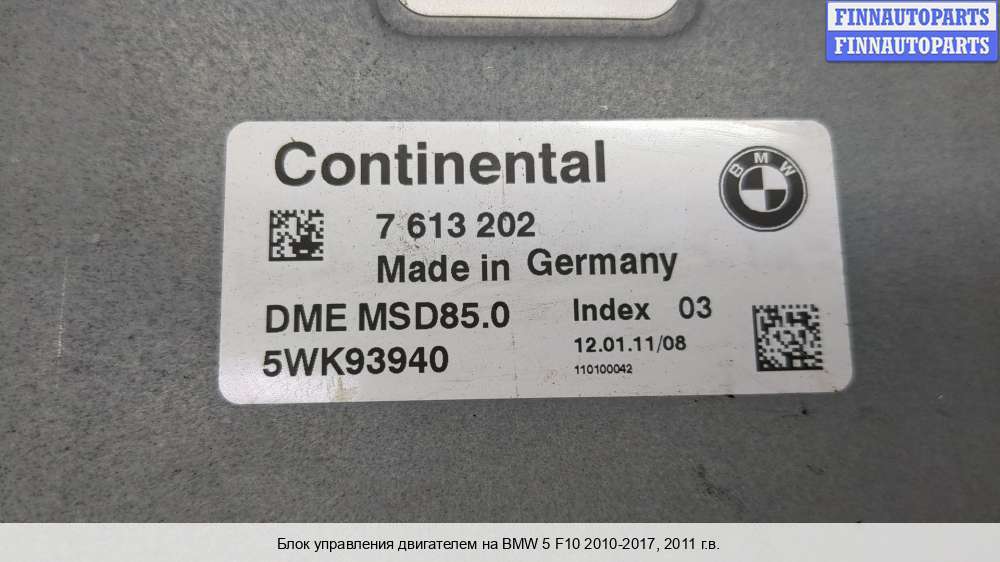 FINNAUTOPARTS
FINNAUTOPARTS
Continental
BMW
7 613 202
Made in Germany
DME MSD85.0
Index 03
5WK93940
12.01.11/08
110100042
Блок управления двигателем на BMW 5 F10 2010-2017, 2011 г.в.